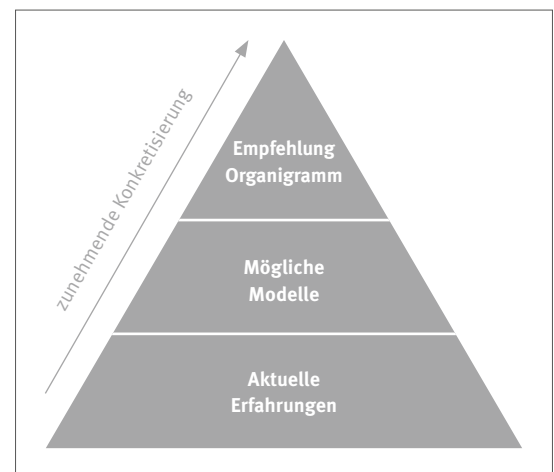 zunehmende Konkretisierung
Empfehlung
Organigramm
Mögliche
Modelle
Aktuelle
Erfahrungen